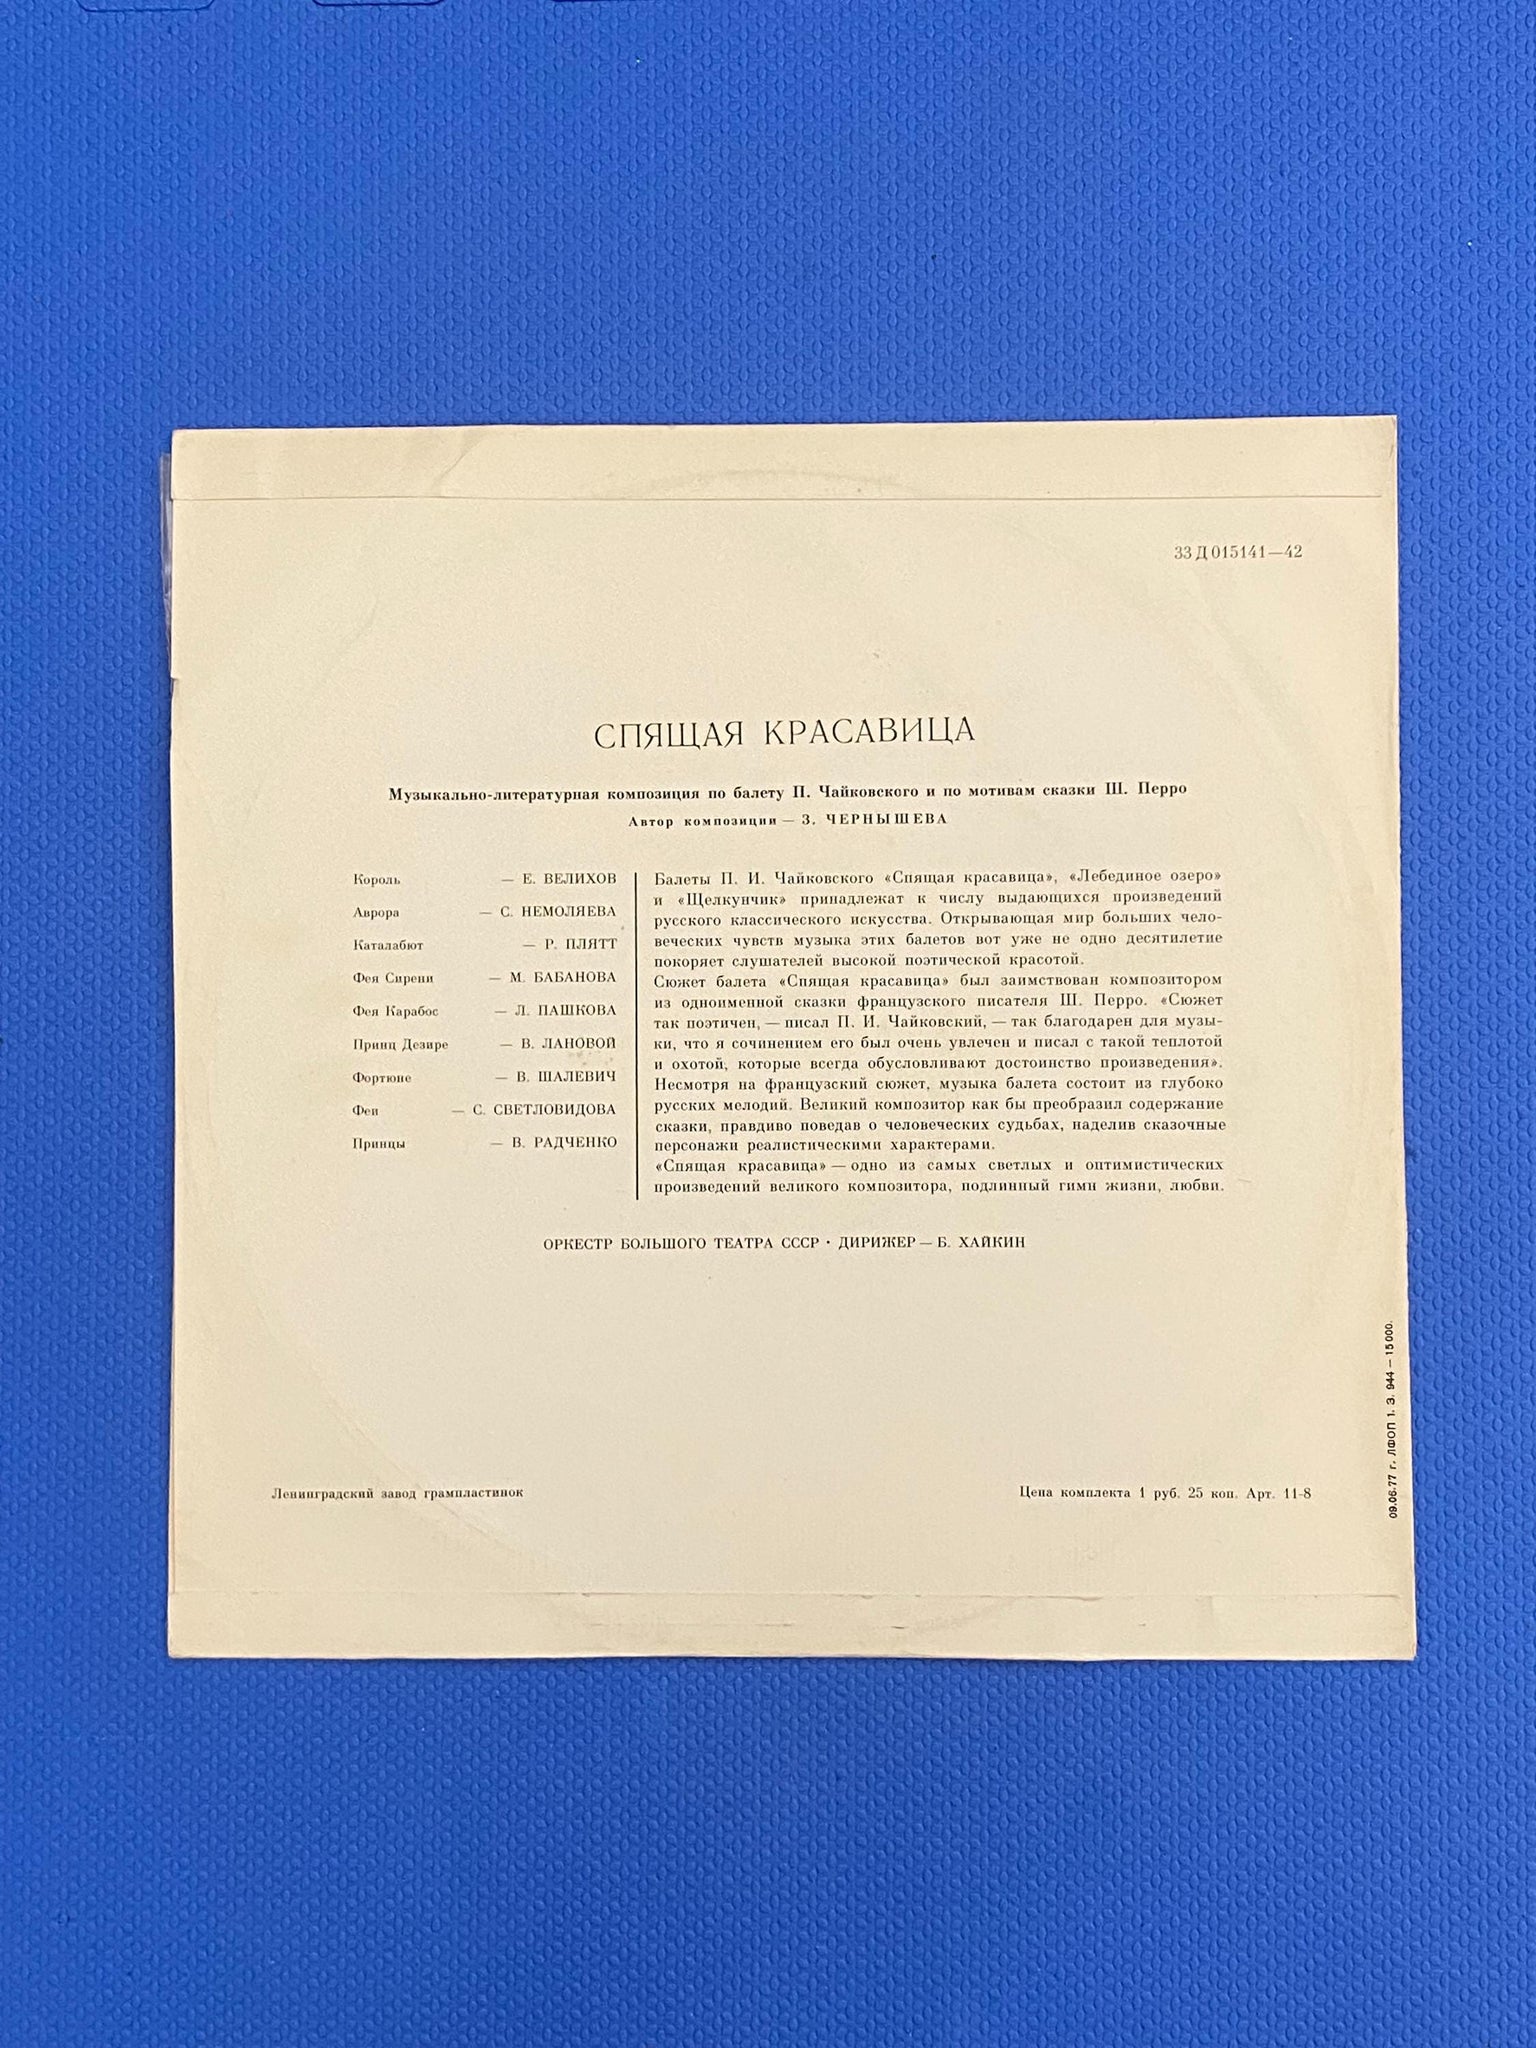 33 Д 015141—42
СПЯЩАЯ КРАСАВИЦА
Музыкально-литературная композиция по балету П. Чайковского и по мотивам сказки Ш. Перро
Автор композиции — З. ЧЕРНЫШЕВА
Король — Е. ВЕЛИХОВ
Аврора — С. НЕМОЛЯЕВА
Каталабют — Р. ПЛЯТТ
Фея Сирени — М. БАБАНОВА
Фея Карабос — Л. ПАШКОВА
Принц Дезире — В. ЛАНОВОЙ
Фортюне — В. ШАЛЕВИЧ
Феи — С. СВЕТЛОВИДОВА
Принцы — В. РАДЧЕНКО
Балеты П. И. Чайковского «Спящая красавица», «Лебединое озеро»
и «Щелкунчик» принадлежат к числу выдающихся произведений
русского классического искусства. Открывающая мир больших чело-
веческих чувств музыка этих балетов вот уже не одно десятилетие
покоряет слушателей высокой поэтической красотой.
Сюжет балета «Спящая красавица» был заимствован композитором
из одноименной сказки французского писателя Ш. Перро. «Сюжет
так поэтичен, — писал П. И. Чайковский, — так благодарен для музы-
ки, что я сочинением его был очень увлечен и писал с такой теплотой
и охотой, которые всегда обусловливают достоинство произведения».
Несмотря на французский сюжет, музыка балета состоит из глубоко
русских мелодий. Великий композитор как бы преобразил содержание
сказки, правдиво поведав о человеческих судьбах, наделив сказочные
персонажи реалистическими характерами.
«Спящая красавица» — одно из самых светлых и оптимистических
произведений великого композитора, подлинный гимн жизни, любви.
ОРКЕСТР БОЛЬШОГО ТЕАТРА СССР • ДИРИЖЕР — Б. ХАЙКИН
Ленинградский завод грампластинок
Цена комплекта 1 руб. 25 коп. Арт. 11-8
09.06.77 г. ЛФОП 1. З. 944 — 15000.